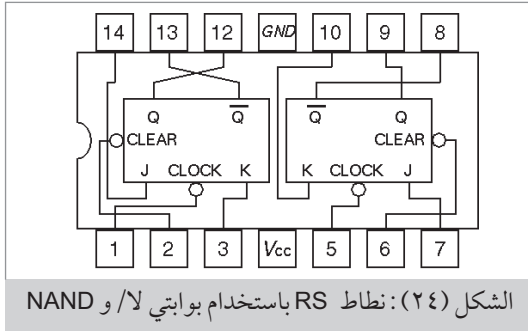 14 13 12 GND 10 9 8
Q Q̅ Q̅ Q
CLEAR CLEAR
J CLOCK K K CLOCK J
1 2 3 Vcc 5 6 7
الشكل (٢٤): نطاط RS باستخدام بوابتي لا/ و NAND